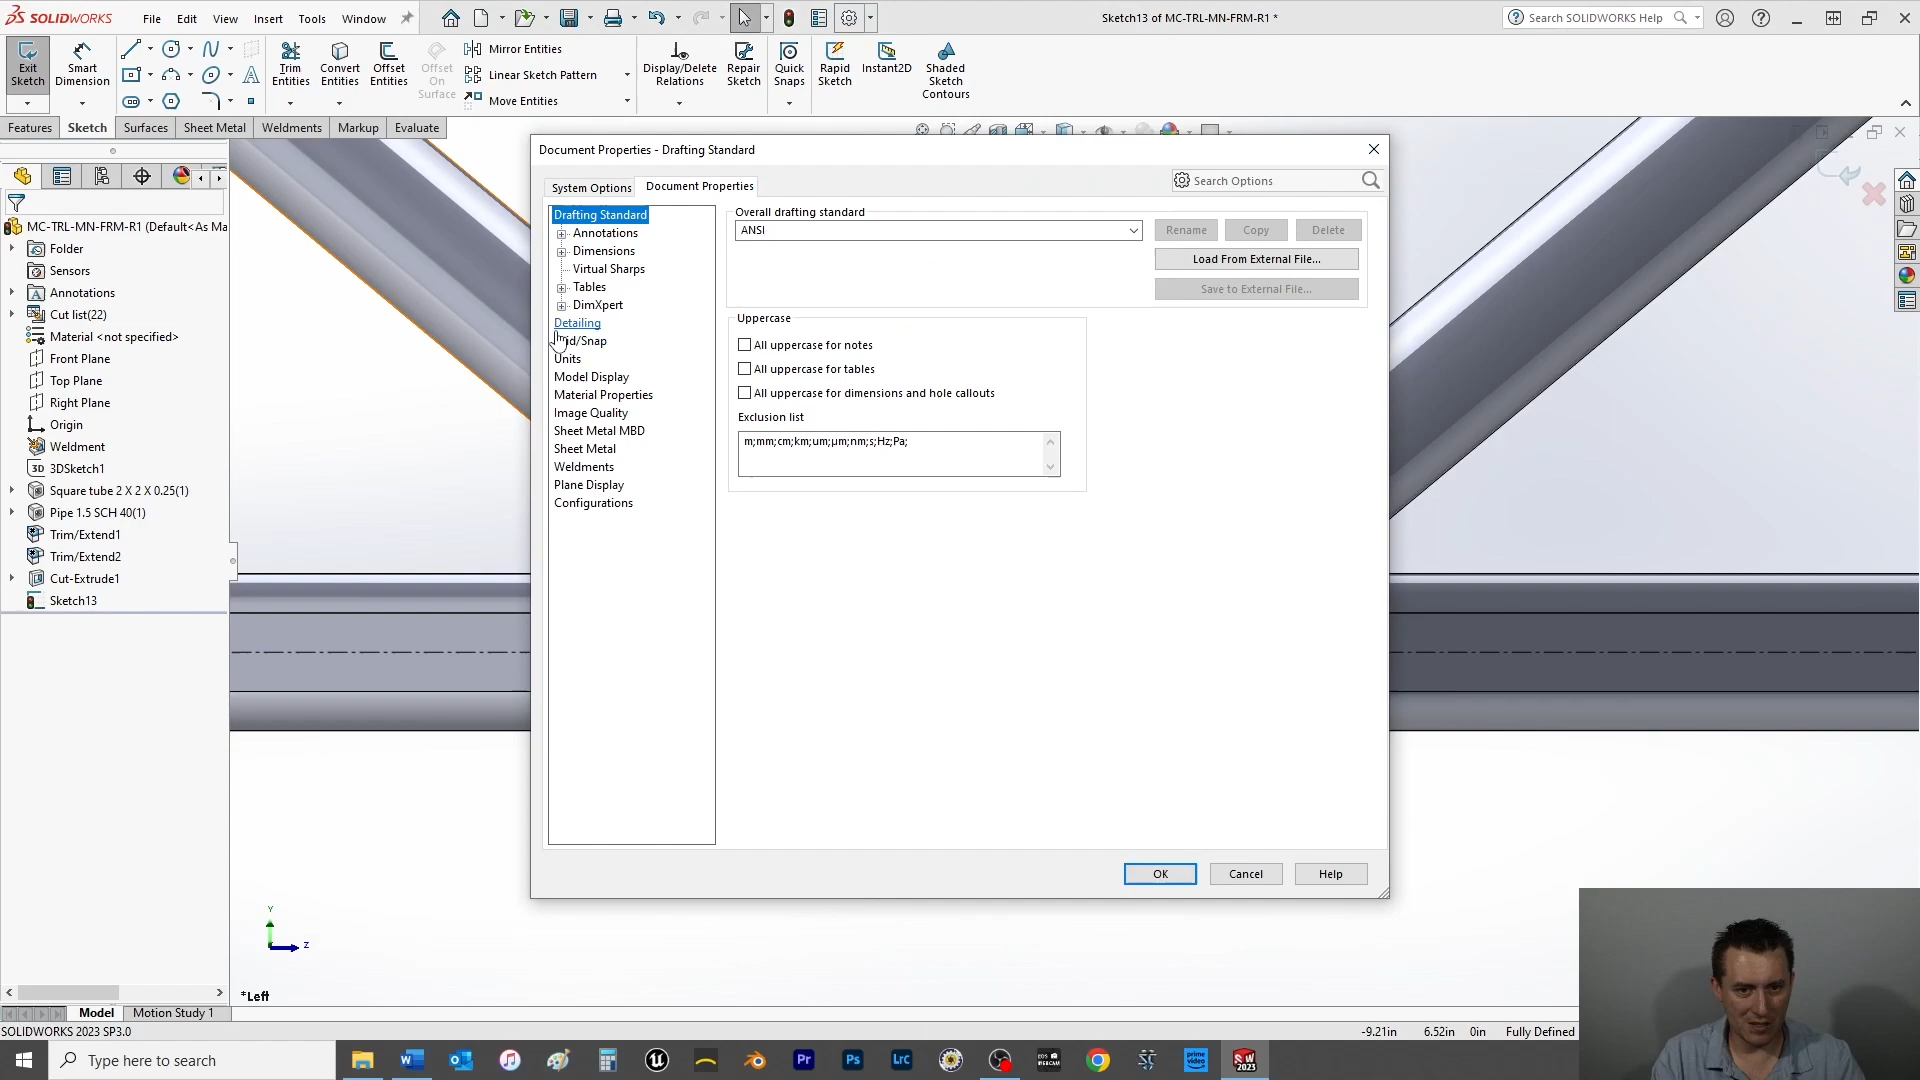 SOLIDWORKS File Edit View Insert Tools Window
Sketch13 of MC-TRL-MN-FRM-R1 *
Search SOLIDWORKS Help
Exit Sketch
Smart Dimension
Trim Entities
Convert Entities
Offset Entities
Offset On Surface
Mirror Entities
Linear Sketch Pattern
Move Entities
Display/Delete Relations
Repair Sketch
Quick Snaps
Rapid Sketch
Instant2D
Shaded Sketch Contours
Features Sketch Surfaces Sheet Metal Weldments Markup Evaluate
MC-TRL-MN-FRM-R1 (Default<As Ma
Folder
Sensors
Annotations
Cut list(22)
Material <not specified>
Front Plane
Top Plane
Right Plane
Origin
Weldment
3D 3DSketch1
Square tube 2 X 2 X 0.25(1)
Pipe 1.5 SCH 40(1)
Trim/Extend1
Trim/Extend2
Cut-Extrude1
Sketch13
Document Properties - Drafting Standard
System Options Document Properties
Search Options
Drafting Standard
Annotations
Dimensions
Virtual Sharps
Tables
DimXpert
Detailing
id/Snap
Units
Model Display
Material Properties
Image Quality
Sheet Metal MBD
Sheet Metal
Weldments
Plane Display
Configurations
Overall drafting standard
ANSI
Rename Copy Delete
Load From External File...
Save to External File...
Uppercase
All uppercase for notes
All uppercase for tables
All uppercase for dimensions and hole callouts
Exclusion list
m;mm;cm;km;um;µm;nm;s;Hz;Pa;
OK Cancel Help
Y
Z
*Left
Model Motion Study 1
SOLIDWORKS 2023 SP3.0
-9.21in 6.52in 0in Fully Defined
Type here to search
W
Pr
Ps
Lrc
prime video
SW 2023